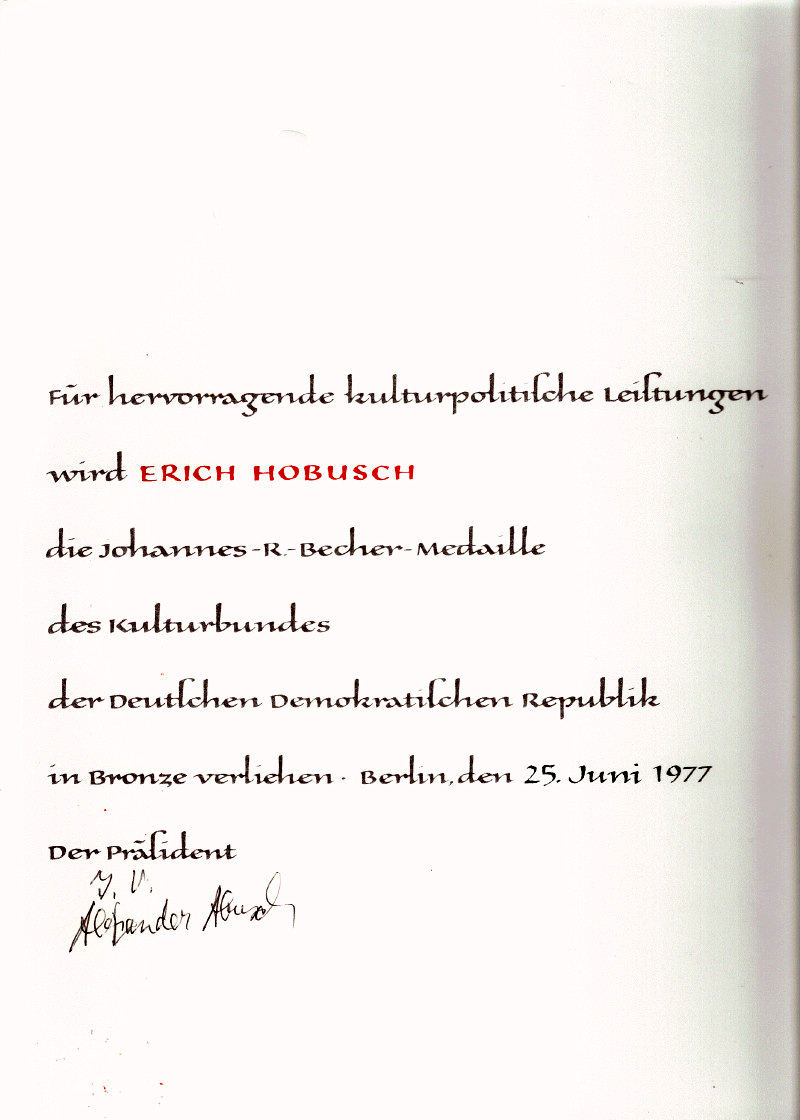 Für hervorragende kulturpolitiſche Leiſtungen
wird ERICH HOBUSCH
die Johannes-R.-Becher-Medaille
des Kulturbundes
der Deutſchen Demokratiſchen Republik
in Bronze verliehen · Berlin, den 25. Juni 1977
Der Präſident
I. V.
Alexander Abusch